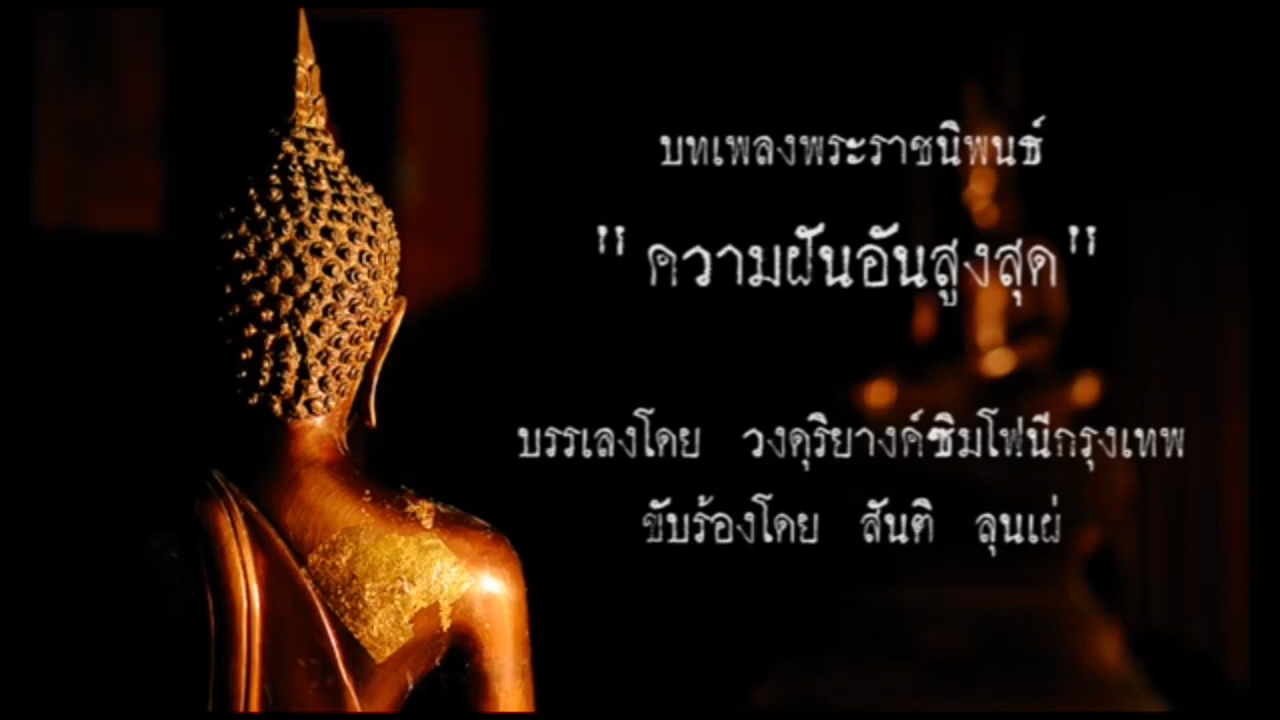 บทเพลงพระราชนิพนธ์
" ความฝันอันสูงสุด "
บรรเลงโดย วงดุริยางค์ซิมโฟนีกรุงเทพ
ขับร้องโดย สันติ ลุนเผ่